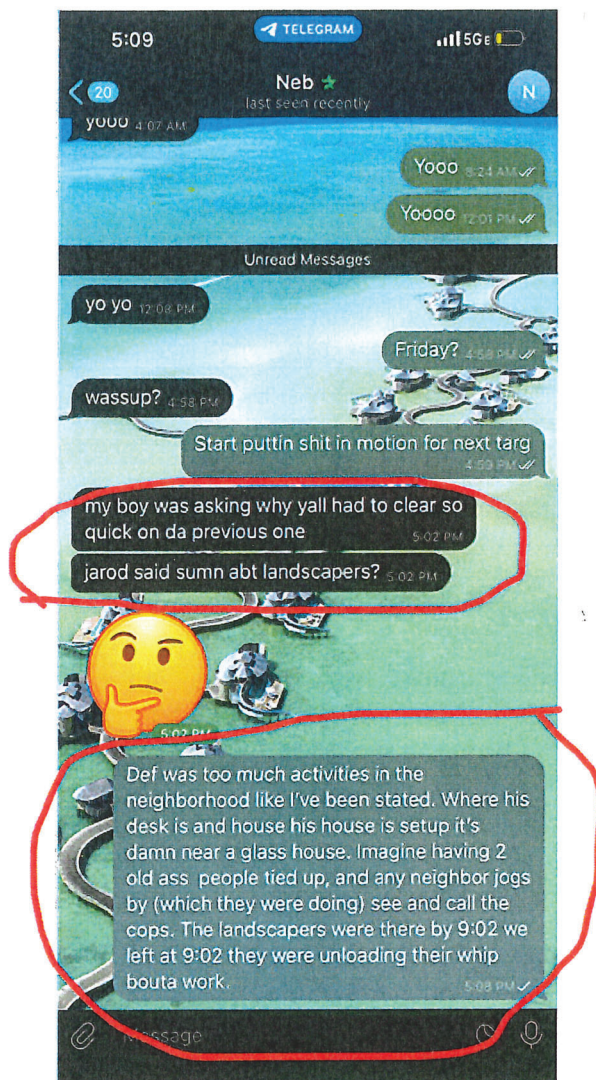 5:09
TELEGRAM
5GE
20
Neb
last seen recently
N
yooo 4:07 AM
Yooo 8:24 AM
Yoooo 12:01 PM
Unread Messages
yo yo 12:08 PM
Friday? 4:58 PM
wassup? 4:58 PM
Start puttin shit in motion for next targ
4:59 PM
my boy was asking why yall had to clear so
quick on da previous one 5:02 PM
jarod said sumn abt landscapers? 5:02 PM
5:02 PM
Def was too much activities in the
neighborhood like I've been stated. Where his
desk is and house his house is setup it's
damn near a glass house. Imagine having 2
old ass people tied up, and any neighbor jogs
by (which they were doing) see and call the
cops. The landscapers were there by 9:02 we
left at 9:02 they were unloading their whip
bouta work. 5:08 PM
Message